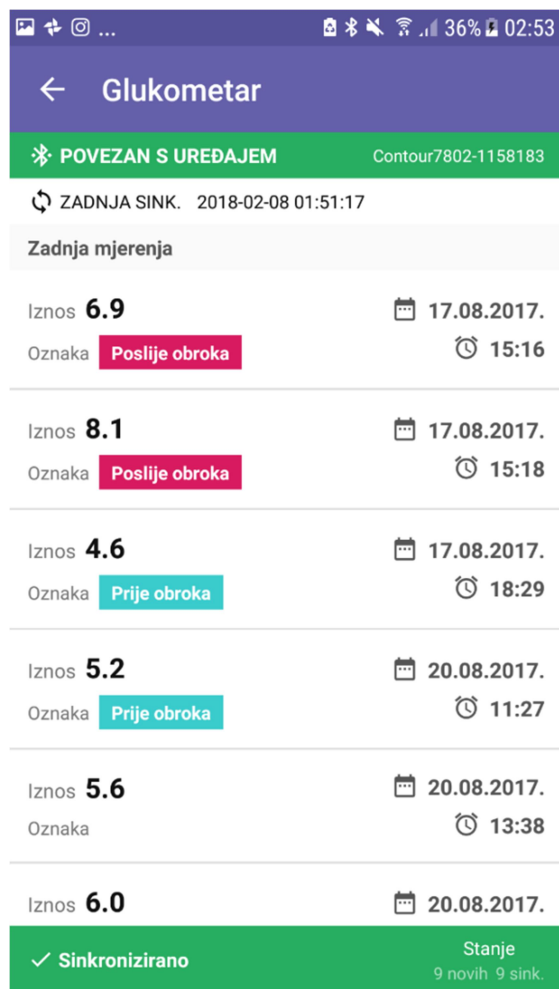 ... 36% 02:53
Glukometar
POVEZAN S UREĐAJEM Contour7802-1158183
ZADNJA SINK. 2018-02-08 01:51:17
Zadnja mjerenja
Iznos 6.9 17.08.2017.
Oznaka Poslije obroka 15:16
Iznos 8.1 17.08.2017.
Oznaka Poslije obroka 15:18
Iznos 4.6 17.08.2017.
Oznaka Prije obroka 18:29
Iznos 5.2 20.08.2017.
Oznaka Prije obroka 11:27
Iznos 5.6 20.08.2017.
Oznaka 13:38
Iznos 6.0 20.08.2017.
Sinkronizirano Stanje
9 novih 9 sink.